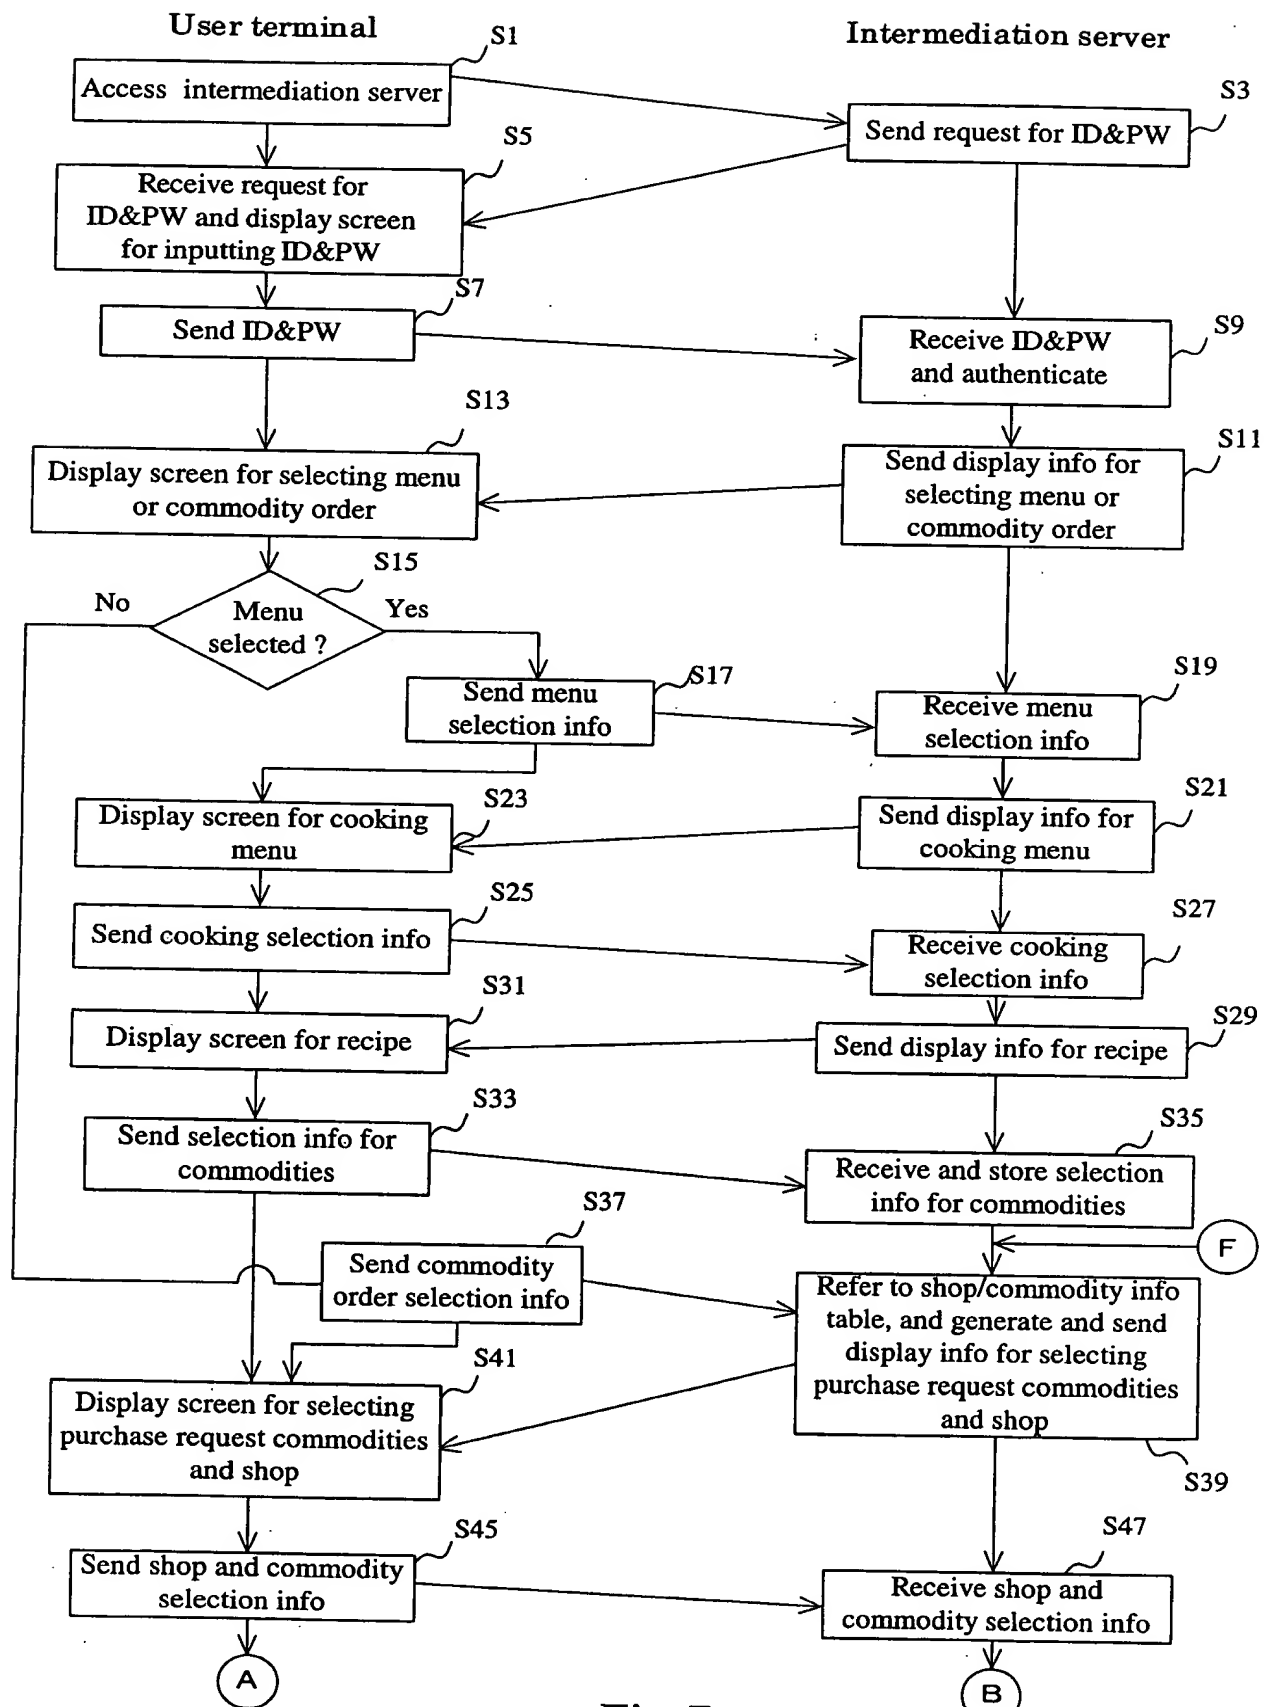 User terminal
Intermediation server
S1
Access intermediation server
S3
Send request for ID&PW
S5
Receive request for
ID&PW and display screen
for inputting ID&PW
S7
Send ID&PW
S9
Receive ID&PW
and authenticate
S13
Display screen for selecting menu
or commodity order
S11
Send display info for
selecting menu or
commodity order
S15
No
Menu
selected ?
Yes
S17
Send menu
selection info
S19
Receive menu
selection info
S23
Display screen for cooking
menu
S21
Send display info for
cooking menu
S25
Send cooking selection info
S27
Receive cooking
selection info
S31
Display screen for recipe
S29
Send display info for recipe
S33
Send selection info for
commodities
S35
Receive and store selection
info for commodities
S37
Send commodity
order selection info
F
Refer to shop/commodity info
table, and generate and send
display info for selecting
purchase request commodities
and shop
S39
S41
Display screen for selecting
purchase request commodities
and shop
S45
Send shop and commodity
selection info
S47
Receive shop and
commodity selection info
A
B